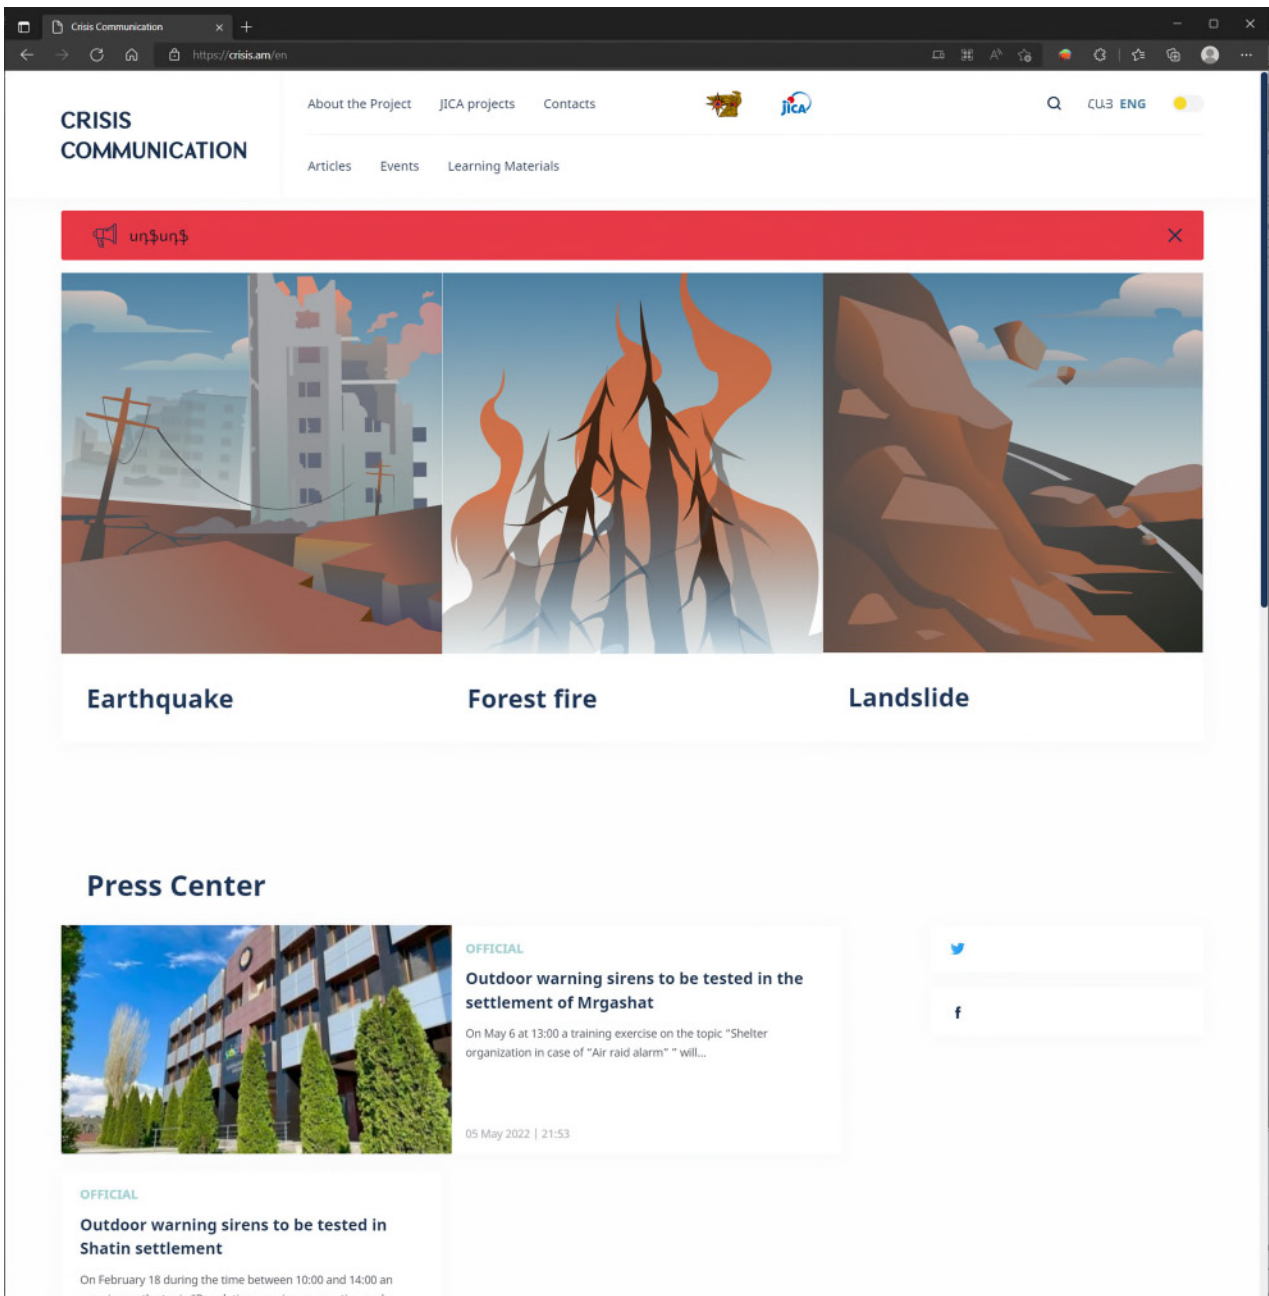 Crisis Communication
https://crisis.am/en
CRISIS
COMMUNICATION
About the Project JICA projects Contacts
jica
ՀԱՅ ENG
Articles Events Learning Materials
սդֆսդֆ
Earthquake Forest fire Landslide
Press Center
OFFICIAL
Outdoor warning sirens to be tested in the
settlement of Mrgashat
On May 6 at 13:00 a training exercise on the topic "Shelter
organization in case of "Air raid alarm" " will...
05 May 2022 | 21:53
OFFICIAL
Outdoor warning sirens to be tested in
Shatin settlement
On February 18 during the time between 10:00 and 14:00 an